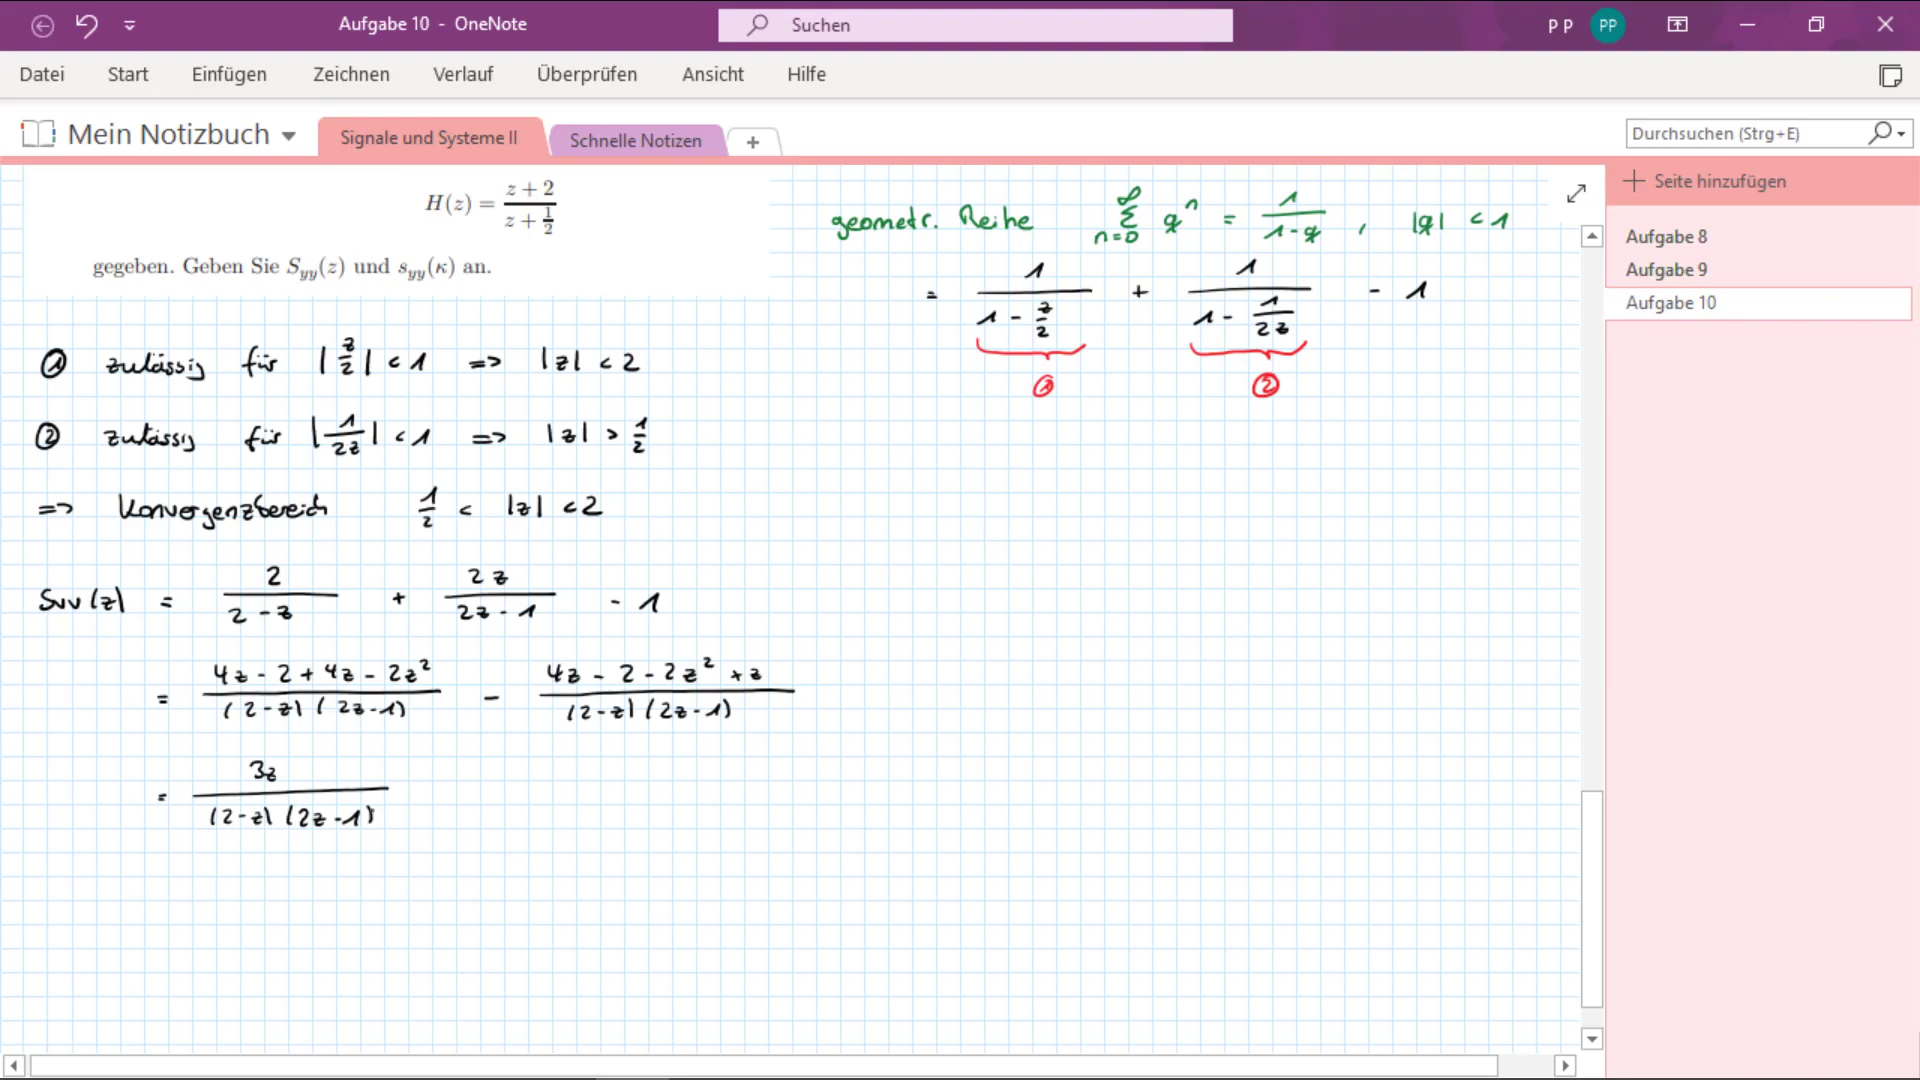 Aufgabe 10 - OneNote
Suchen
P P
PP
Datei Start Einfügen Zeichnen Verlauf Überprüfen Ansicht Hilfe
Mein Notizbuch
Signale und Systeme II
Schnelle Notizen
+
Durchsuchen (Strg+E)
Seite hinzufügen
Aufgabe 8
Aufgabe 9
Aufgabe 10
H(z) = (z + 2)/(z + 1/2)
gegeben. Geben Sie S_yy(z) und s_yy(κ) an.
geometr. Reihe ∑_{n=0}^{∞} q^n = 1/(1-q) , |q| < 1
= 1/(1 - z/2) + 1/(1 - 1/(2z)) - 1
① ②
① zulässig für |z/2| < 1 => |z| < 2
② zulässig für |1/(2z)| < 1 => |z| > 1/2
=> Konvergenzbereich 1/2 < |z| < 2
Svv(z) = 2/(2-z) + 2z/(2z-1) - 1
= (4z - 2 + 4z - 2z²)/((2-z)(2z-1)) - (4z - 2 - 2z² + z)/((2-z)(2z-1))
= 3z/((2-z)(2z-1))